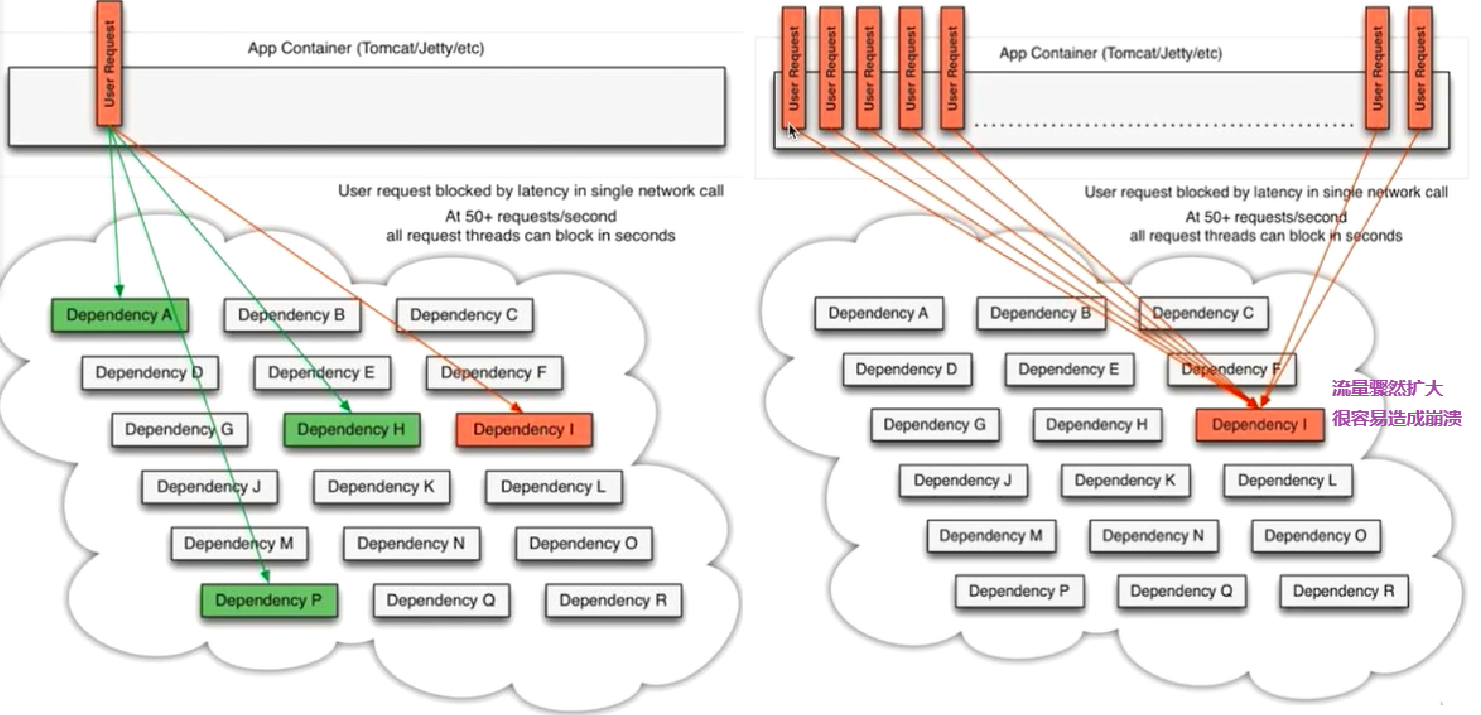 User Request
App Container (Tomcat/Jetty/etc)
User request blocked by latency in single network call
At 50+ requests/second
all request threads can block in seconds
Dependency A
Dependency B
Dependency C
Dependency D
Dependency E
Dependency F
Dependency G
Dependency H
Dependency I
Dependency J
Dependency K
Dependency L
Dependency M
Dependency N
Dependency O
Dependency P
Dependency Q
Dependency R
User Request
User Request
User Request
User Request
User Request
User Request
User Request
App Container (Tomcat/Jetty/etc)
User request blocked by latency in single network call
At 50+ requests/second
all request threads can block in seconds
Dependency A
Dependency B
Dependency C
Dependency D
Dependency E
Dependency F
流量骤然扩大
很容易造成崩溃
Dependency G
Dependency H
Dependency I
Dependency J
Dependency K
Dependency L
Dependency M
Dependency N
Dependency O
Dependency P
Dependency Q
Dependency R